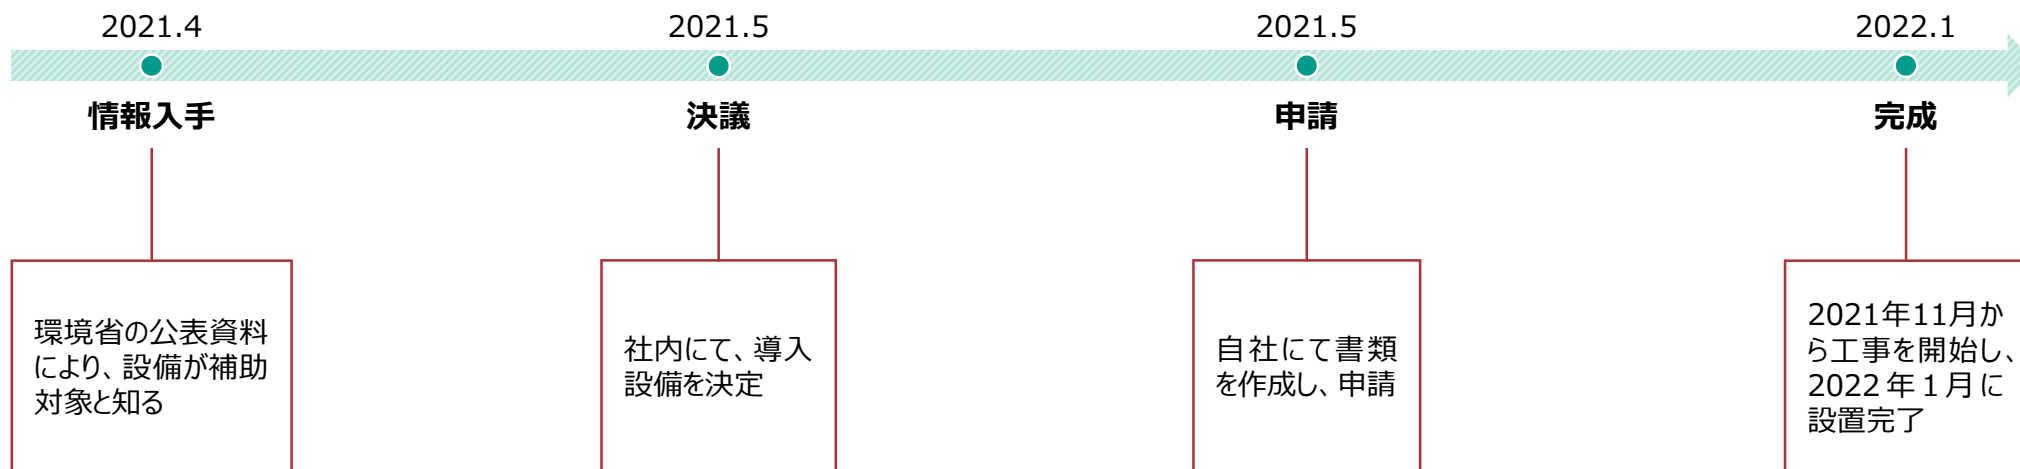 2021.4
2021.5
2021.5
2022.1
情報入手
決議
申請
完成
環境省の公表資料
により、設備が補助
対象と知る
社内にて、導入
設備を決定
自社にて書類
を作成し、申請
2021年11月か
ら工事を開始し、
2022年1月に
設置完了